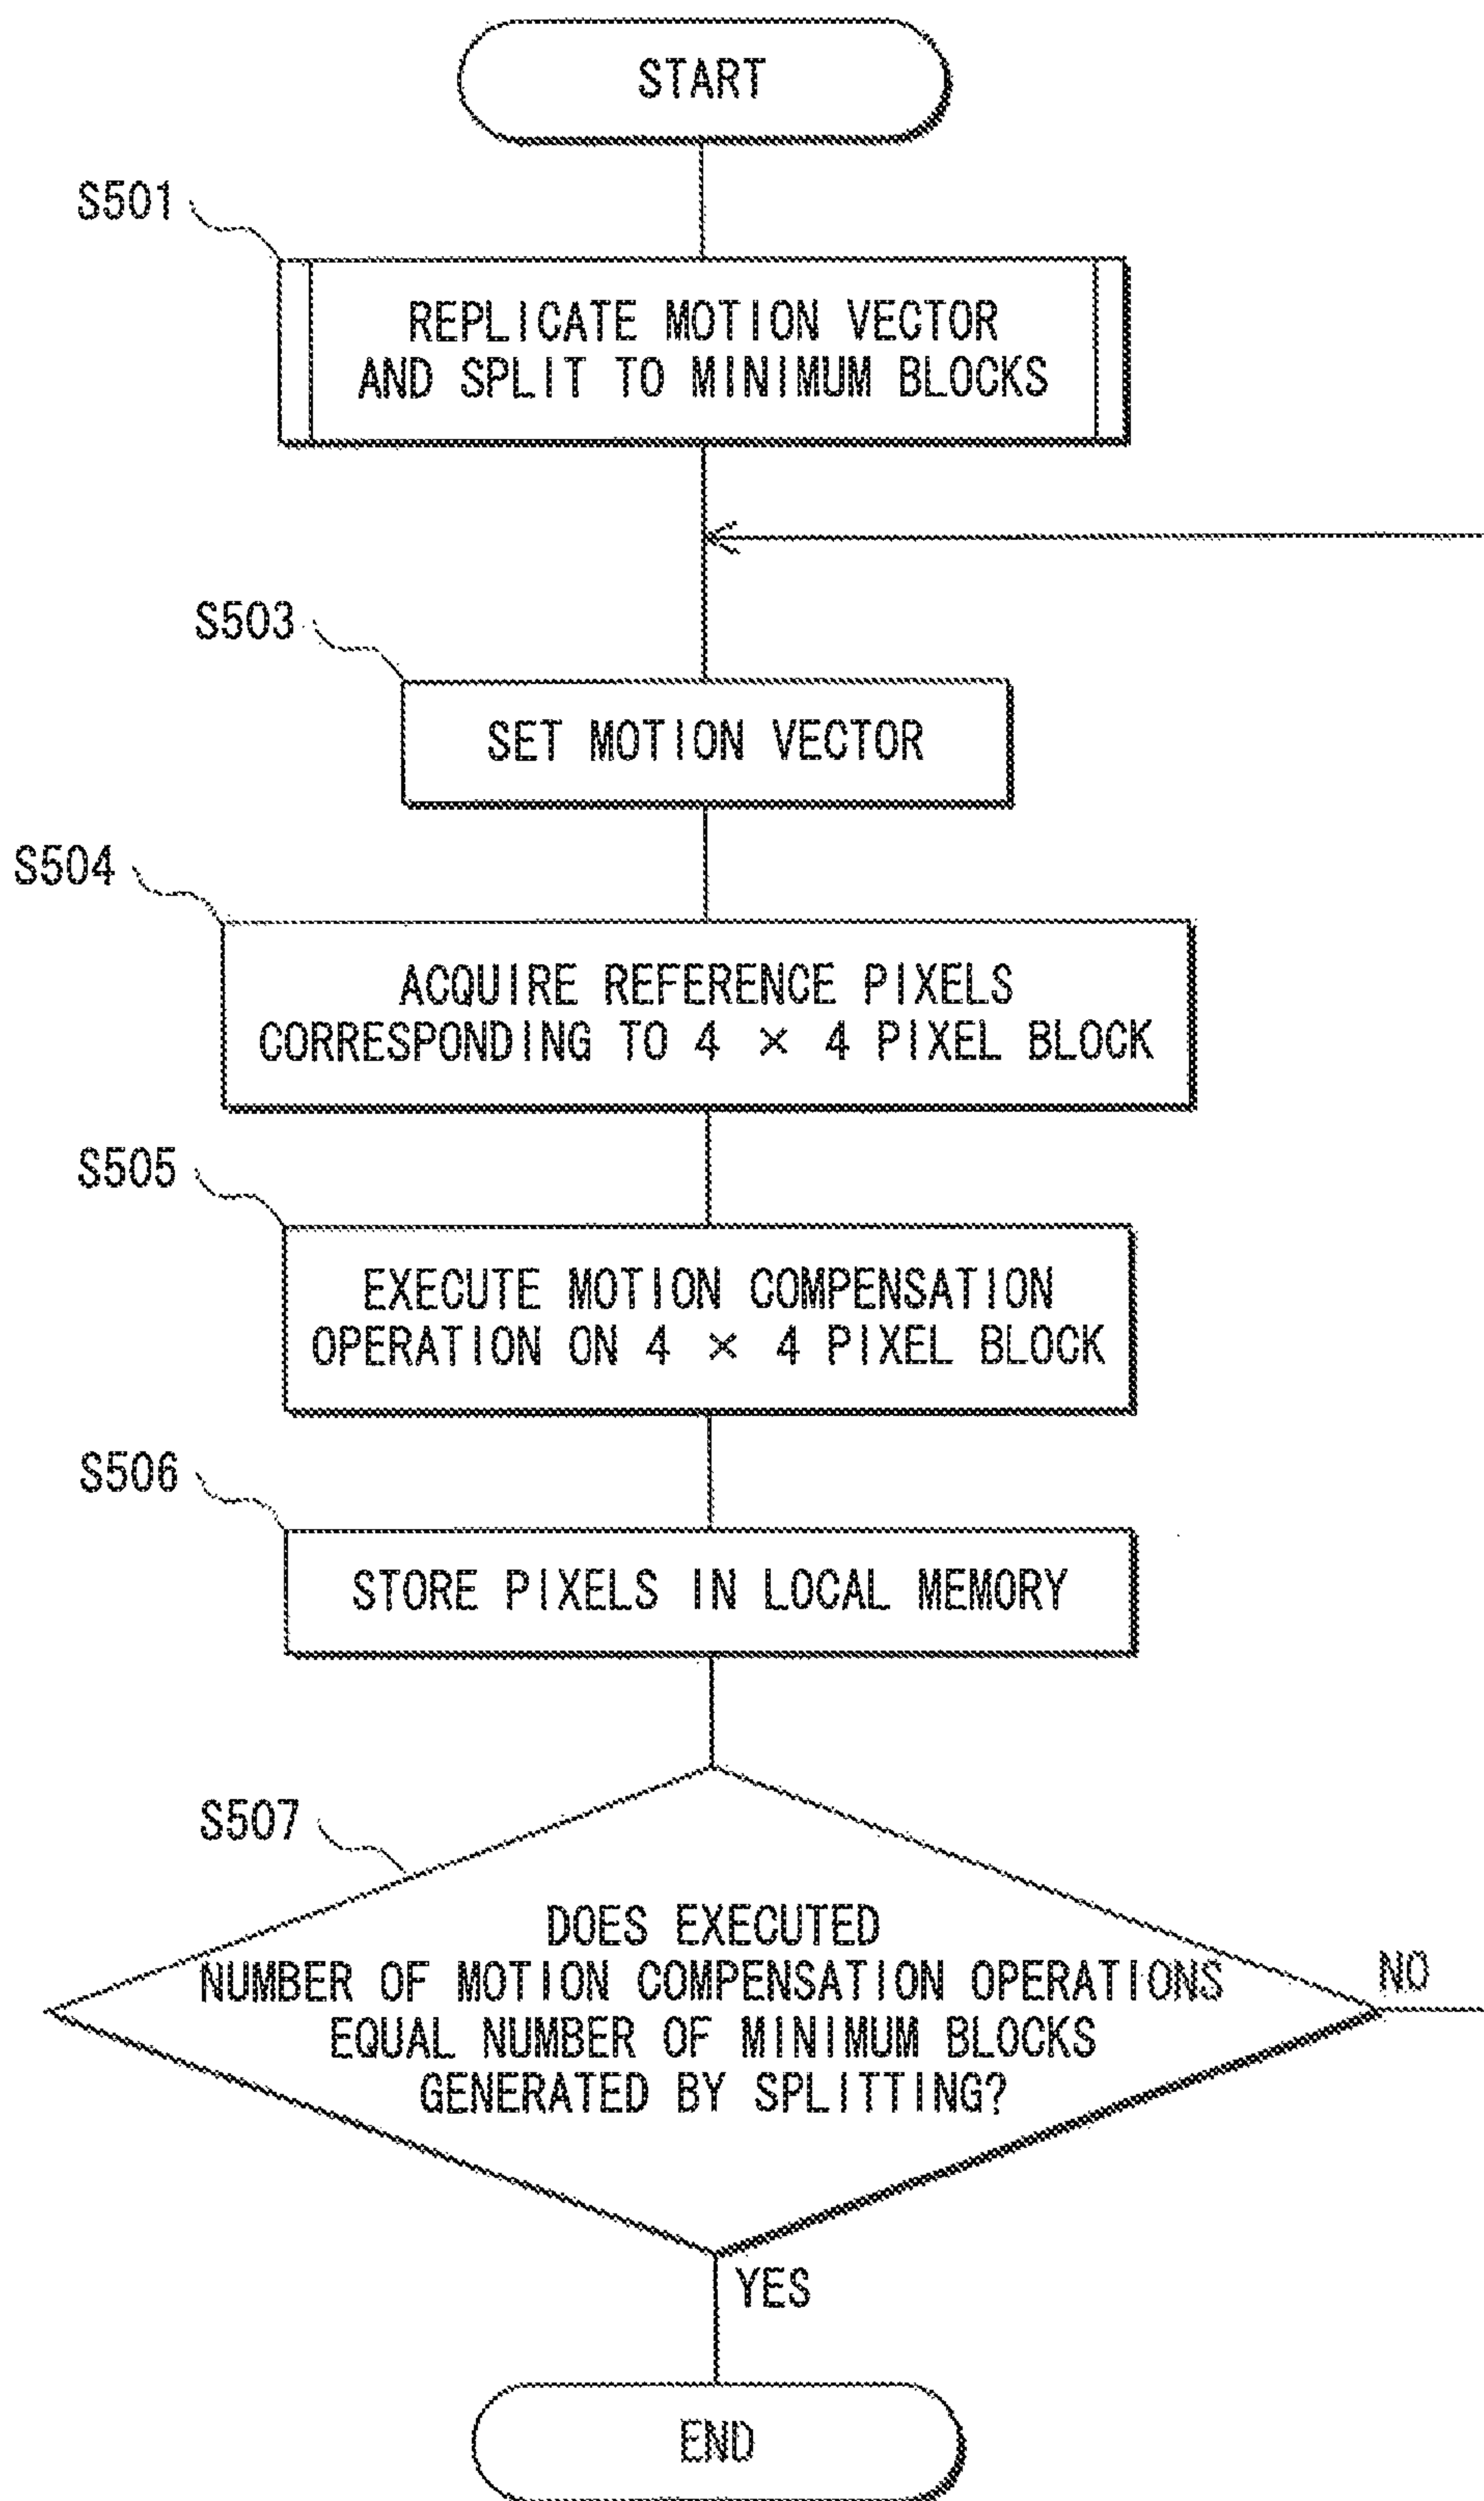 START
S501
REPLICATE MOTION VECTOR
AND SPLIT TO MINIMUM BLOCKS
S503
SET MOTION VECTOR
S504
ACQUIRE REFERENCE PIXELS
CORRESPONDING TO 4 × 4 PIXEL BLOCK
S505
EXECUTE MOTION COMPENSATION
OPERATION ON 4 × 4 PIXEL BLOCK
S506
STORE PIXELS IN LOCAL MEMORY
S507
DOES EXECUTED
NUMBER OF MOTION COMPENSATION OPERATIONS
EQUAL NUMBER OF MINIMUM BLOCKS
GENERATED BY SPLITTING?
NO
YES
END